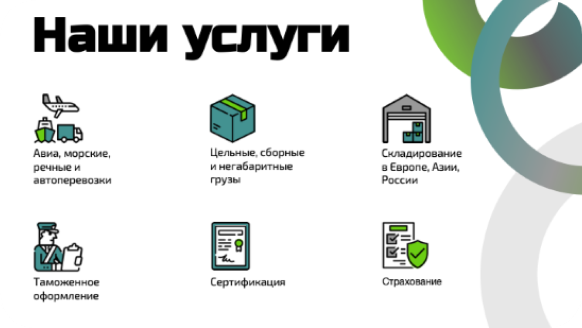 Наши услуги
Авиа, морские,
речные и
автоперевозки
Цельные, сборные
и негабаритные
грузы
Складирование
в Европе, Азии,
России
Таможенное
оформление
Сертификация
Страхование